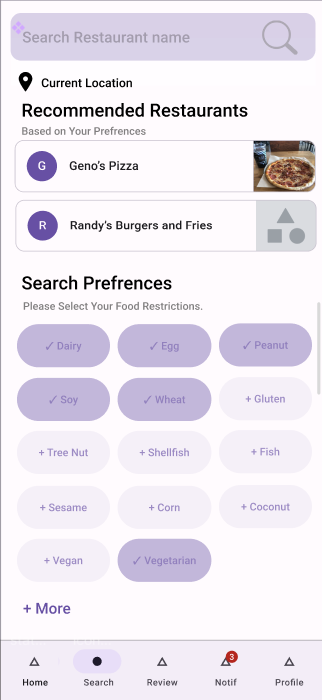 Search Restaurant name
Current Location
Recommended Restaurants
Based on Your Prefrences
G Geno's Pizza
R Randy's Burgers and Fries
Search Prefrences
Please Select Your Food Restrictions.
✓ Dairy ✓ Egg ✓ Peanut
✓ Soy ✓ Wheat + Gluten
+ Tree Nut + Shellfish + Fish
+ Sesame + Corn + Coconut
+ Vegan ✓ Vegetarian
+ More
3
Home Search Review Notif Profile